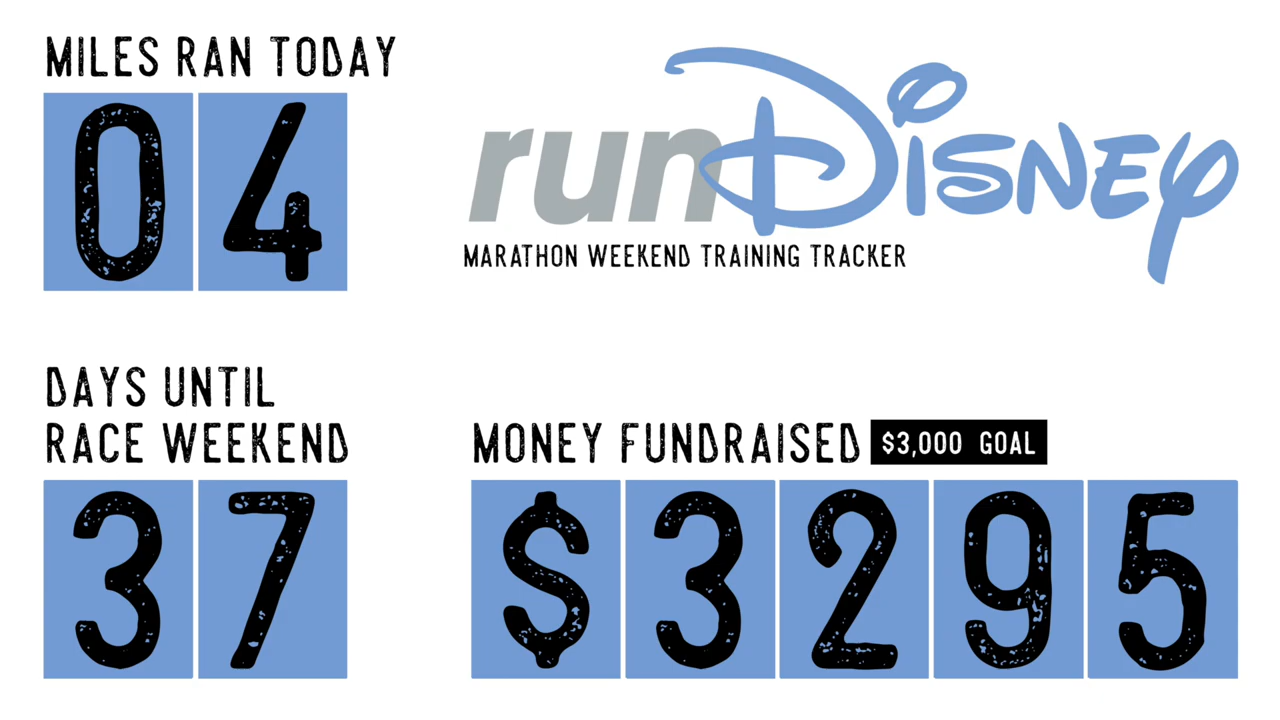 MILES RAN TODAY
04
runDisney
MARATHON WEEKEND TRAINING TRACKER
DAYS UNTIL
RACE WEEKEND
37
MONEY FUNDRAISED $3,000 GOAL
$3295